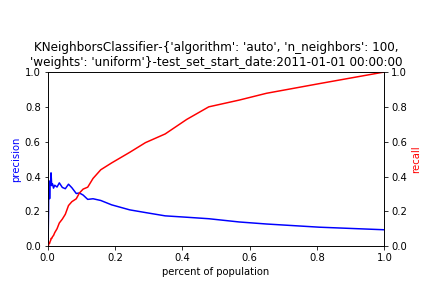 KNeighborsClassifier-{'algorithm': 'auto', 'n_neighbors': 100,
'weights': 'uniform'}-test_set_start_date:2011-01-01 00:00:00
1.0
0.8
0.6
0.4
0.2
0.0
precision
1.0
0.8
0.6
0.4
0.2
0.0
recall
0.0 0.2 0.4 0.6 0.8 1.0
percent of population